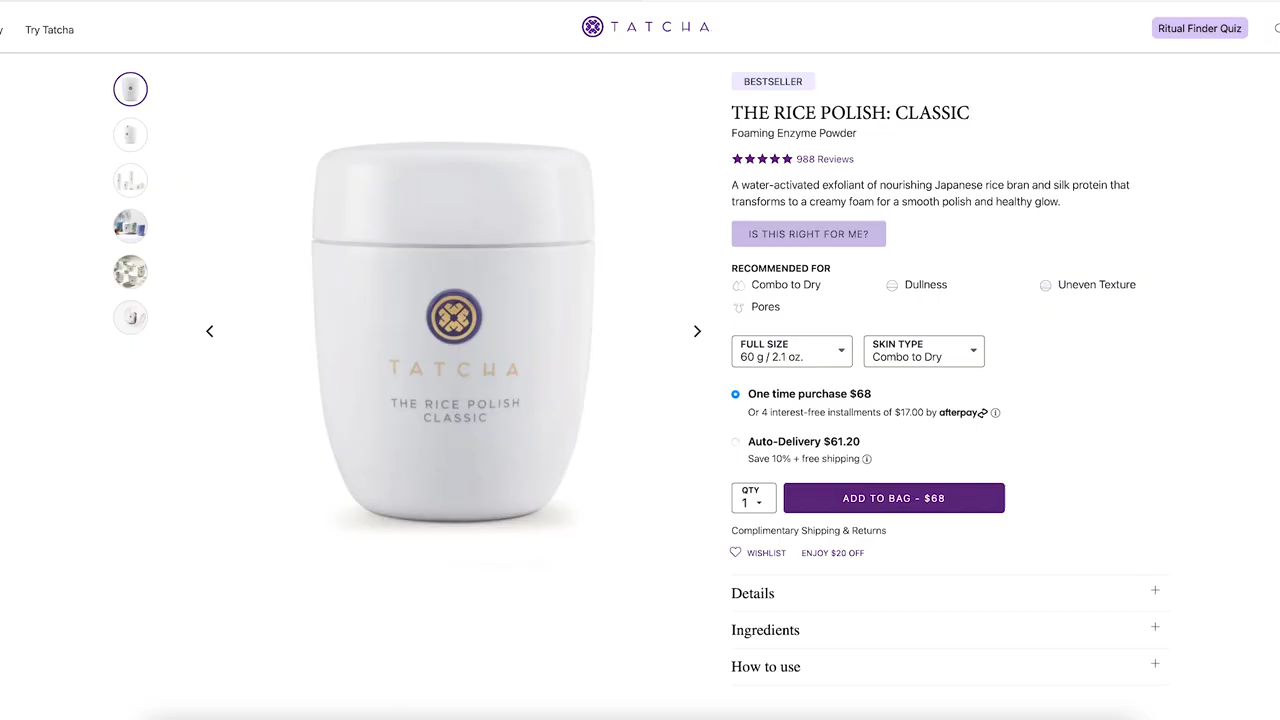 Try Tatcha
TATCHA
Ritual Finder Quiz
BESTSELLER
THE RICE POLISH: CLASSIC
Foaming Enzyme Powder
988 Reviews
A water-activated exfoliant of nourishing Japanese rice bran and silk protein that
transforms to a creamy foam for a smooth polish and healthy glow.
IS THIS RIGHT FOR ME?
RECOMMENDED FOR
Combo to Dry
Dullness
Uneven Texture
Pores
FULL SIZE
60 g / 2.1 oz.
SKIN TYPE
Combo to Dry
One time purchase $68
Or 4 interest-free installments of $17.00 by afterpay
Auto-Delivery $61.20
Save 10% + free shipping
QTY
1
ADD TO BAG - $68
Complimentary Shipping & Returns
WISHLIST
ENJOY $20 OFF
Details
Ingredients
How to use
TATCHA
THE RICE POLISH
CLASSIC